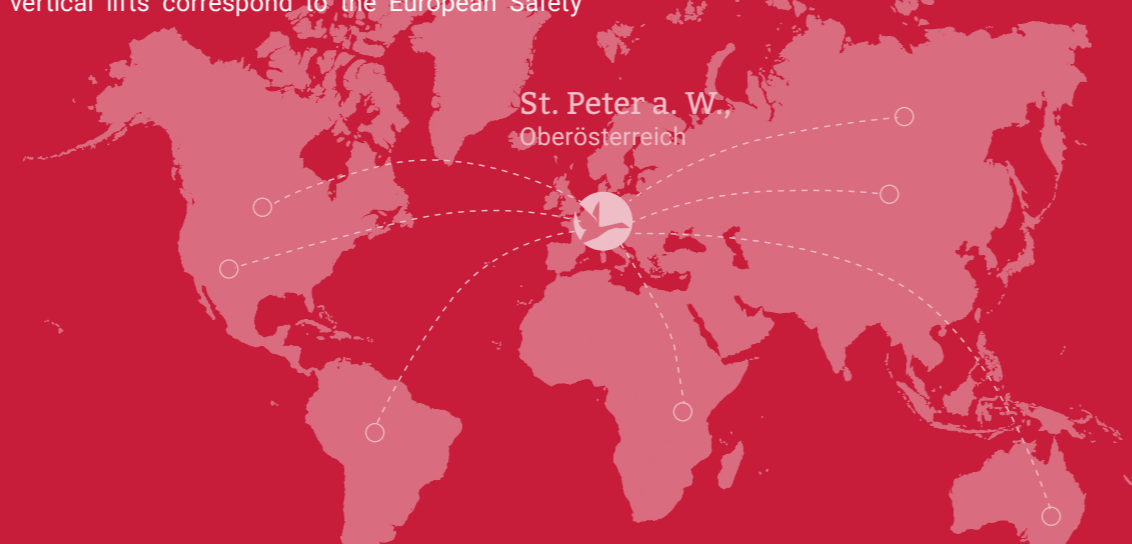 vertical lifts correspond to the European Safety
St. Peter a. W.,
Oberösterreich